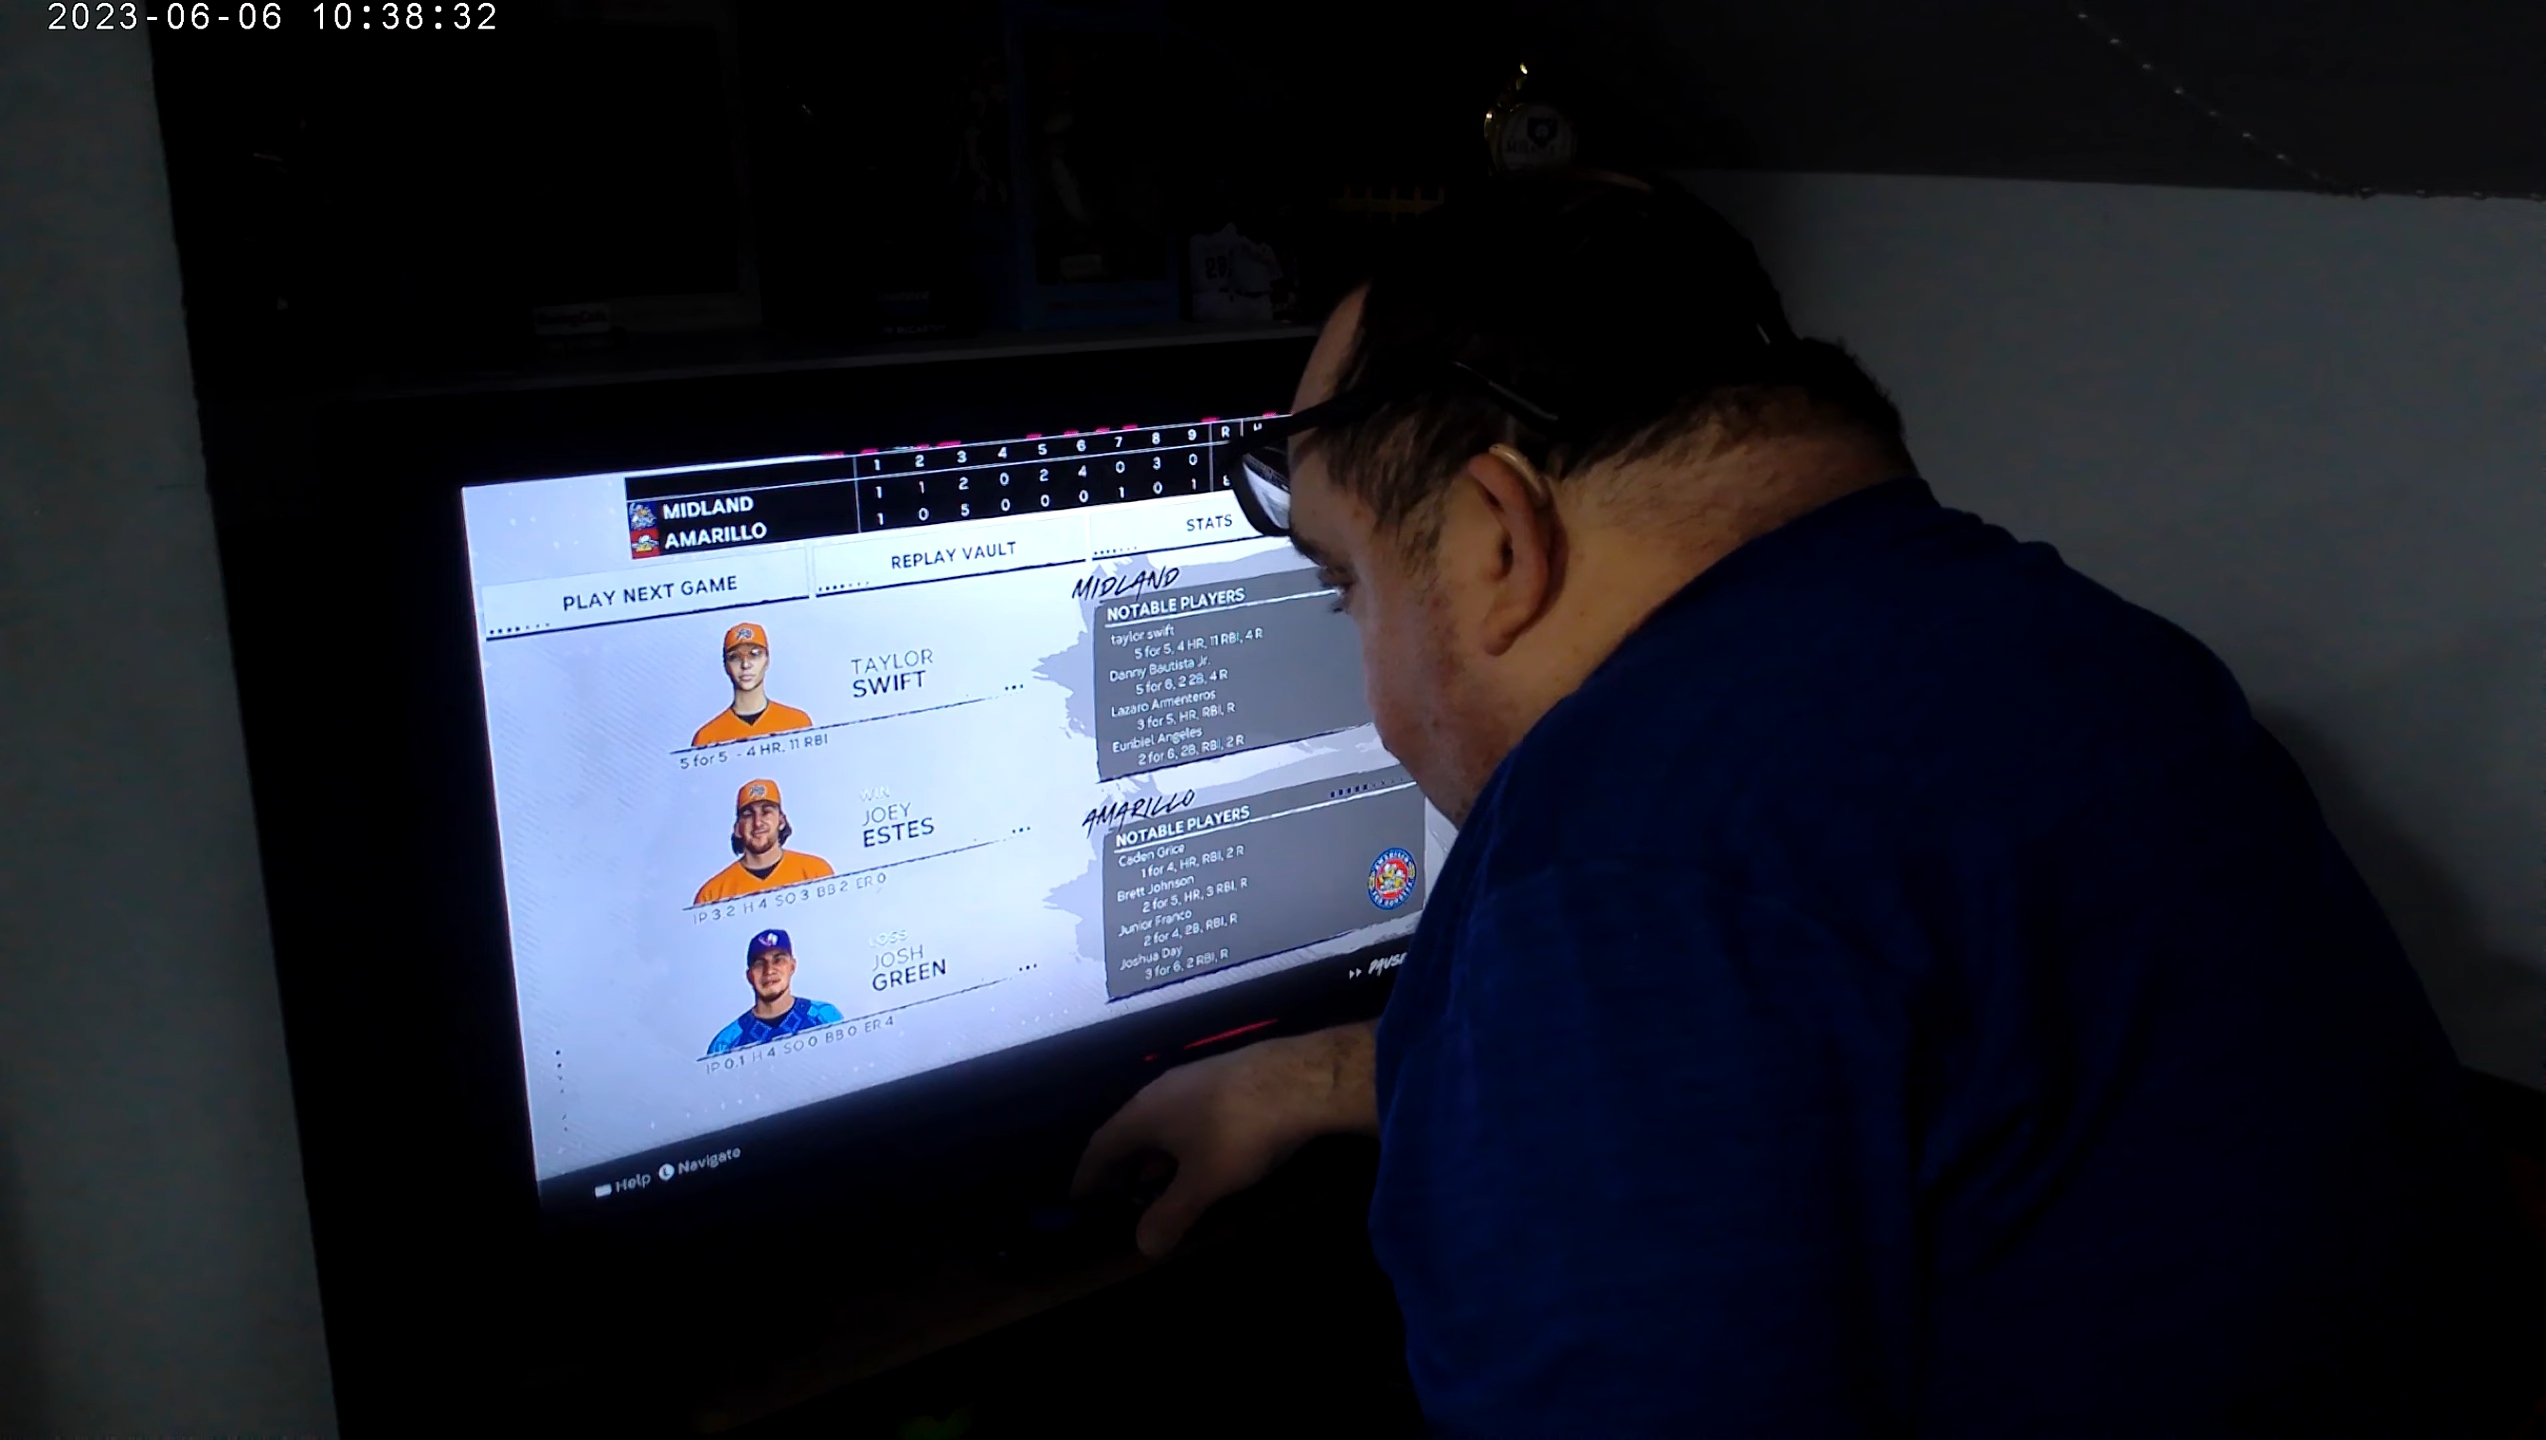 2023-06-06 10:38:32
1 2 3 4 5 6 7 8 9 R
MIDLAND 1 1 2 0 2 4 0 3 0
AMARILLO 1 0 5 0 0 0 1 0 1
PLAY NEXT GAME
REPLAY VAULT
STATS
TAYLOR
SWIFT
5 for 5 - 4 HR, 11 RBI
WIN
JOEY
ESTES
IP 3.2 H 4 SO 3 BB 2 ER 0
LOSS
JOSH
GREEN
IP 0.1 H 4 SO 0 BB 0 ER 4
MIDLAND
NOTABLE PLAYERS
taylor swift
5 for 5, 4 HR, 11 RBI, 4 R
Danny Bautista Jr.
5 for 6, 2 2B, 4 R
Lazaro Armenteros
3 for 5, HR, RBI, R
Euribiel Angeles
2 for 6, 2B, RBI, 2 R
AMARILLO
NOTABLE PLAYERS
Caden Grice
1 for 4, HR, RBI, 2 R
Brett Johnson
2 for 5, HR, 3 RBI, R
Junior Franco
2 for 4, 2B, RBI, R
Joshua Day
3 for 6, 2 RBI, R
PAUSE
Help L Navigate